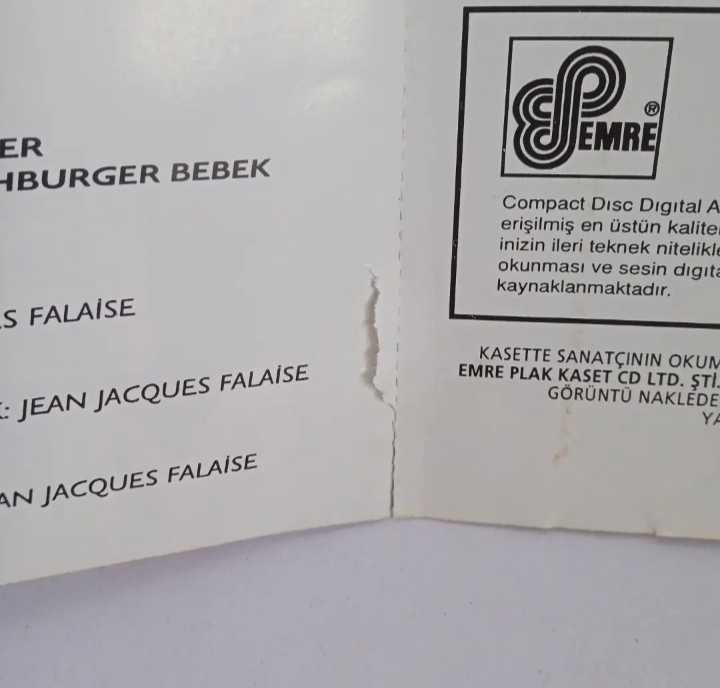 ER
HBURGER BEBEK
S FALAİSE
: JEAN JACQUES FALAİSE
AN JACQUES FALAİSE
EMRE ®
Compact Disc Dıgıtal A
erişilmiş en üstün kalite
inizin ileri teknek nitelikle
okunması ve sesin dıgıta
kaynaklanmaktadır.
KASETTE SANATÇININ OKUM
EMRE PLAK KASET CD LTD. ŞTİ.
GÖRÜNTÜ NAKLEDE
YA